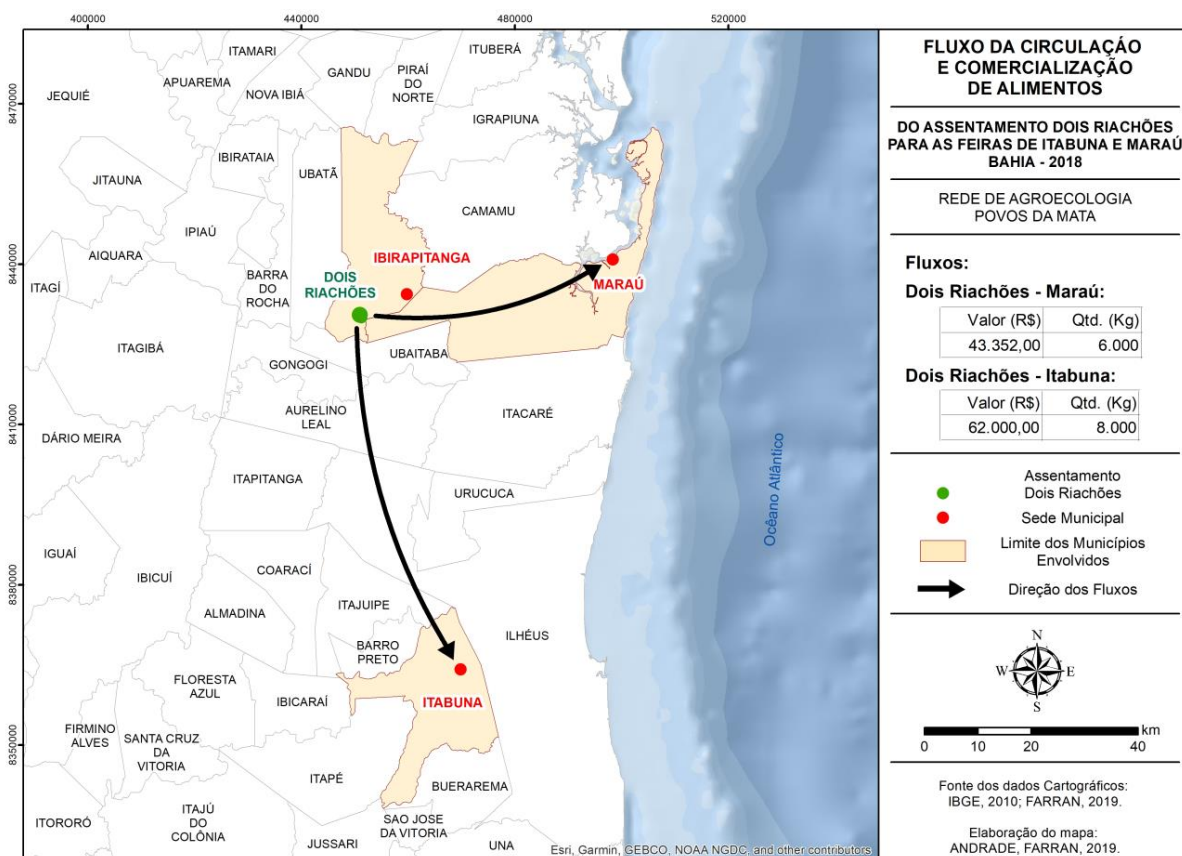 400000
440000
480000
520000
8470000
8440000
8410000
8380000
8350000
ITAMARI
ITUBERÁ
GANDU
PIRAÍ
DO
NORTE
APUAREMA
JEQUIÉ
NOVA IBIÁ
IGRAPIUNA
IBIRATAIA
UBATÃ
JITAUNA
CAMAMU
IPIAÚ
AIQUARA
IBIRAPITANGA
BARRA
DO
ROCHA
DOIS
RIACHÕES
MARAÚ
ITAGÍ
ITAGIBÁ
UBAITABA
GONGOGI
AURELINO
LEAL
ITACARÉ
DÁRIO MEIRA
ITAPITANGA
URUCUCA
IGUAÍ
IBICUÍ
COARACÍ
ALMADINA
ITAJUIPE
ILHÉUS
BARRO
PRETO
FLORESTA
AZUL
IBICARAÍ
ITABUNA
FIRMINO
ALVES
SANTA CRUZ
DA
VITORIA
ITAPÉ
BUERAREMA
ITORORÓ
ITAJÚ
DO
COLÔNIA
JUSSARI
SAO JOSE
DA VITORIA
UNA
Océano Atlântico
Esri, Garmin, GEBCO, NOAA NGDC, and other contributors
FLUXO DA CIRCULAÇÁO
E COMERCIALIZAÇÃO
DE ALIMENTOS
DO ASSENTAMENTO DOIS RIACHÕES
PARA AS FEIRAS DE ITABUNA E MARAÚ
BAHIA - 2018
REDE DE AGROECOLOGIA
POVOS DA MATA
Fluxos:
Dois Riachões - Maraú:
Valor (R$) Qtd. (Kg)
43.352,00 6.000
Dois Riachões - Itabuna:
Valor (R$) Qtd. (Kg)
62.000,00 8.000
Assentamento
Dois Riachões
Sede Municipal
Limite dos Municípios
Envolvidos
Direção dos Fluxos
N
W E
S
km
0 10 20 40
Fonte dos dados Cartográficos:
IBGE, 2010; FARRAN, 2019.
Elaboração do mapa:
ANDRADE, FARRAN, 2019.